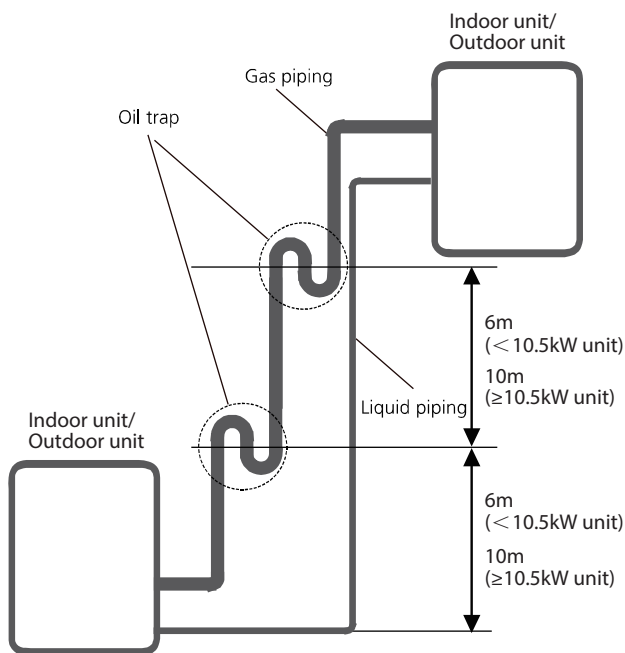 Indoor unit/
Outdoor unit
Gas piping
Oil trap
6m
(<10.5kW unit)
10m
(≥10.5kW unit)
Liquid piping
Indoor unit/
Outdoor unit
6m
(<10.5kW unit)
10m
(≥10.5kW unit)